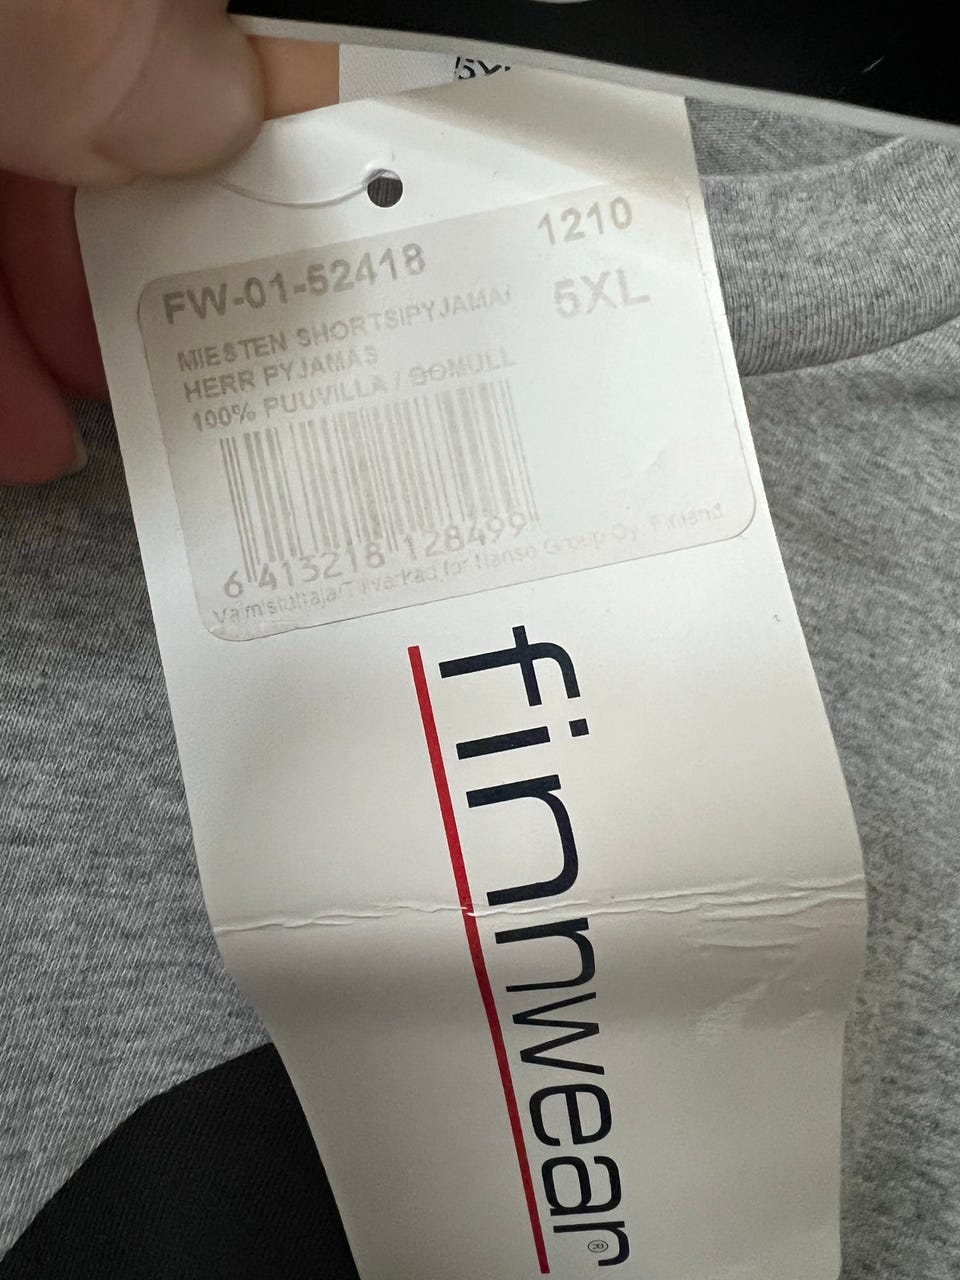 5XL
FW-01-52418
1210
MIESTEN SHORTSIPYJAMA/
5XL
HERR PYJAMAS
100% PUUVILLA / BOMULL
6 413218 128499
Valmistuttaja/Tillverkad for Nanso Group Oy, Finland
finnwear®